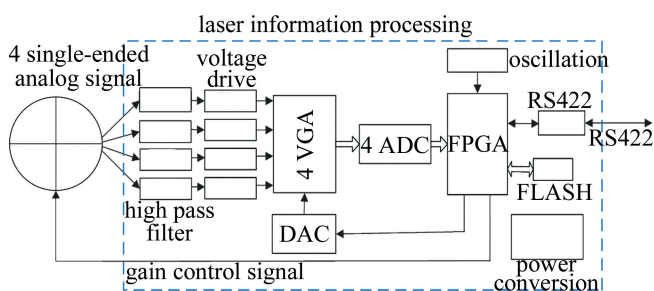 laser information processing
4 single-ended
analog signal
voltage
drive
oscillation
RS422
RS422
4 VGA
4 ADC
FPGA
FLASH
high pass
filter
DAC
gain control signal
power
conversion